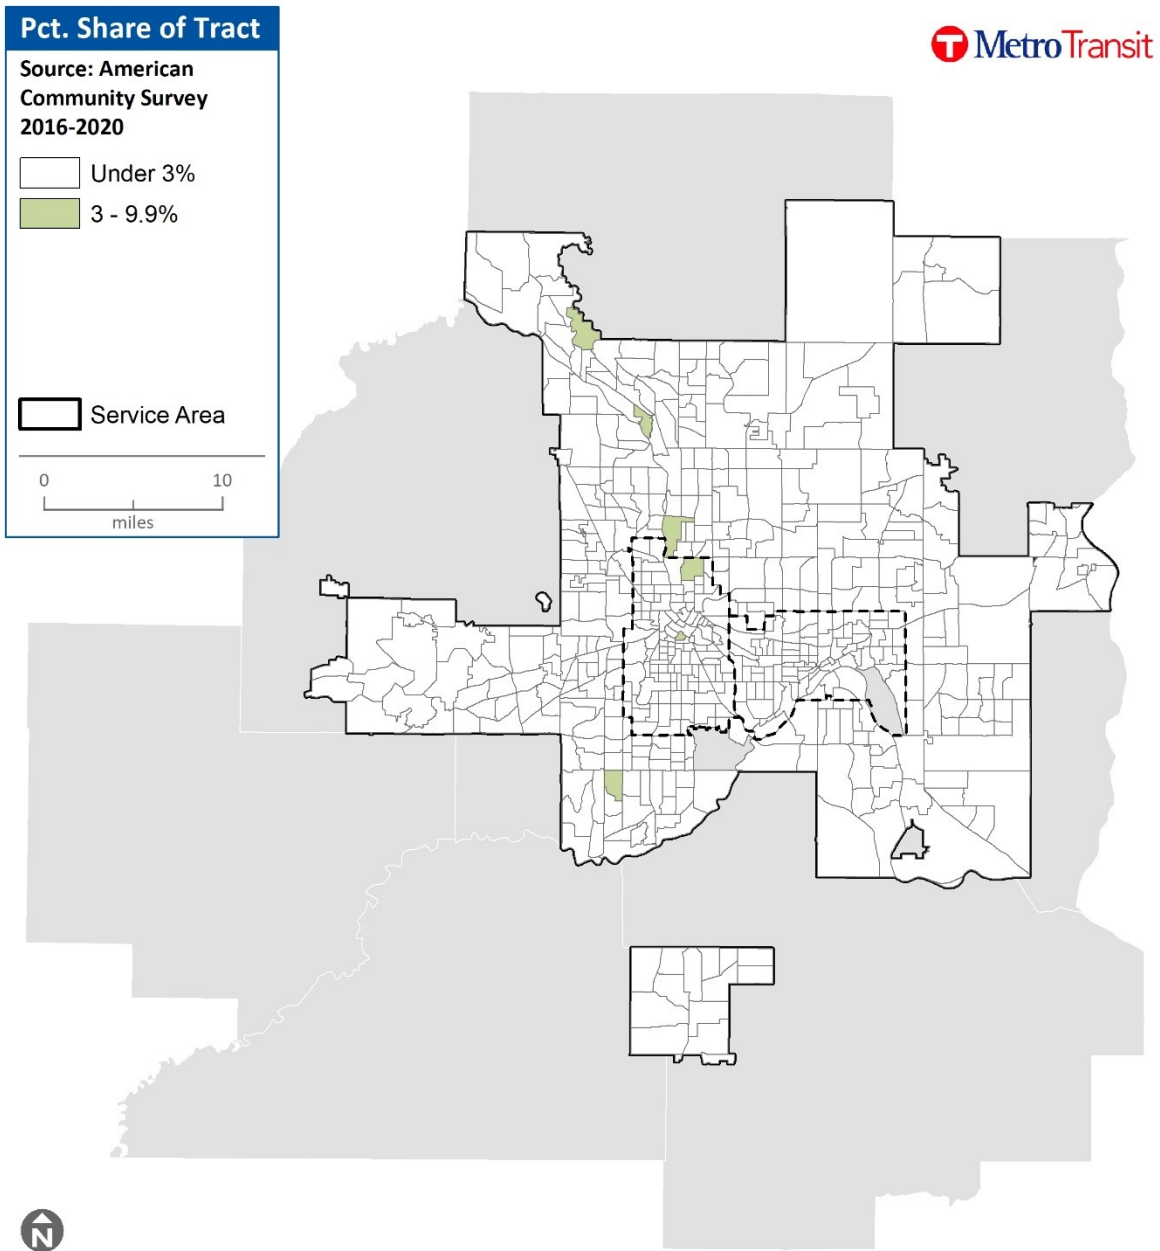 Pct. Share of Tract
Source: American
Community Survey
2016-2020
Under 3%
3 - 9.9%
Service Area
0 10
miles
T MetroTransit
N